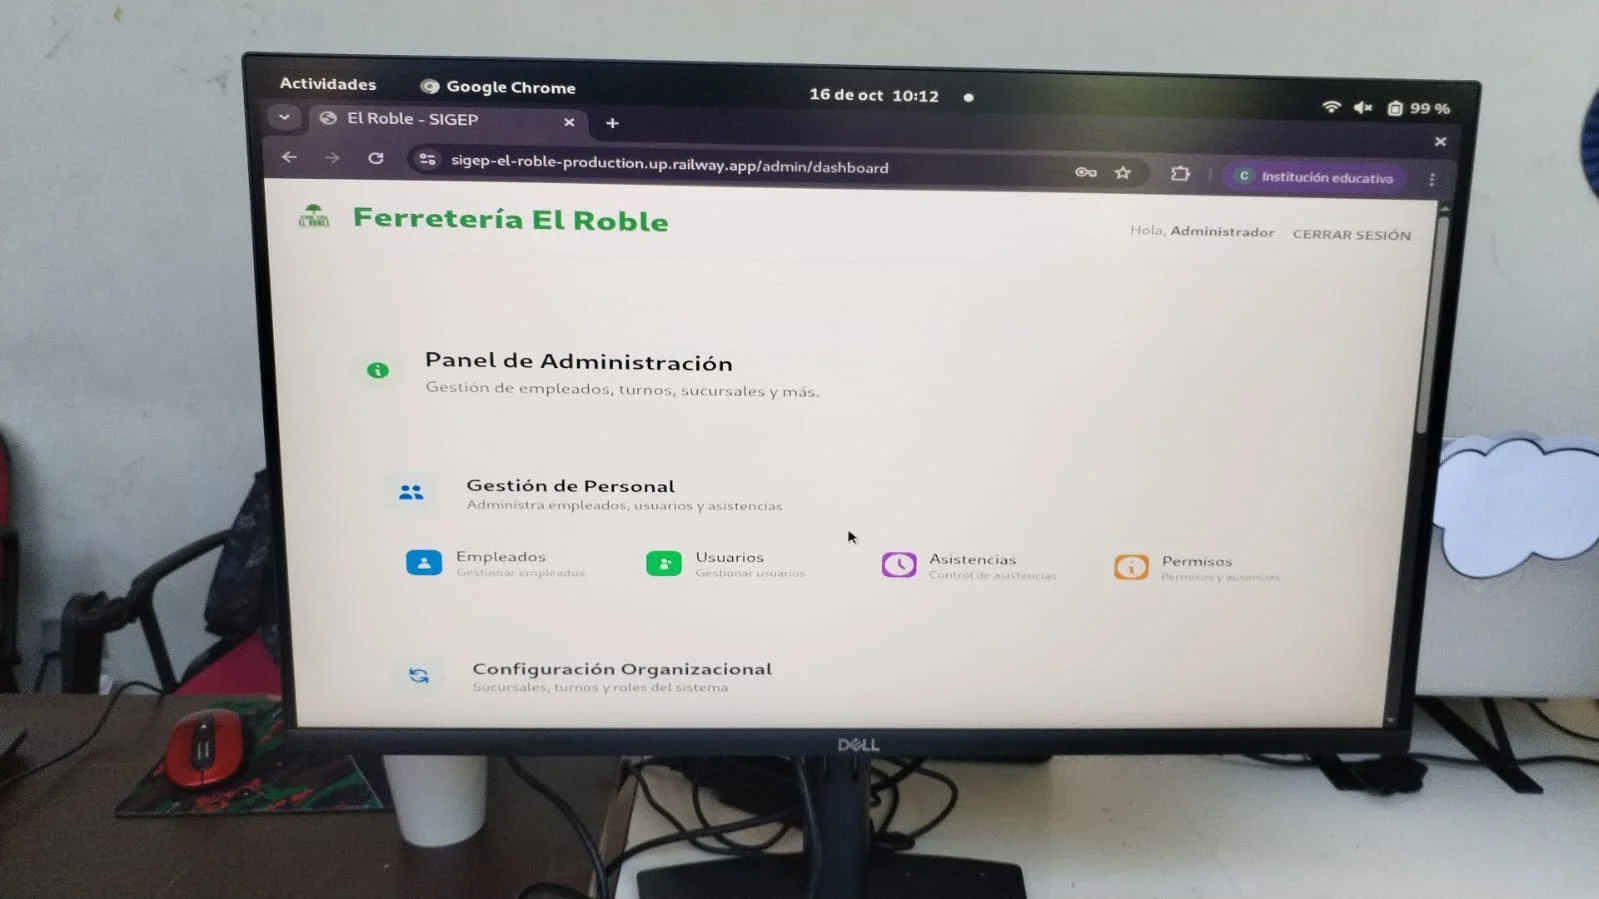 Actividades
Google Chrome
16 de oct 10:12
99 %
El Roble - SIGEP
sigep-el-roble-production.up.railway.app/admin/dashboard
C Institución educativa
EL ROBLE
Ferretería El Roble
Hola, Administrador
CERRAR SESIÓN
Panel de Administración
Gestión de empleados, turnos, sucursales y más.
Gestión de Personal
Administra empleados, usuarios y asistencias
Empleados
Gestionar empleados
Usuarios
Gestionar usuarios
Asistencias
Control de asistencias
Permisos
Permisos y ausencias
Configuración Organizacional
Sucursales, turnos y roles del sistema
DELL